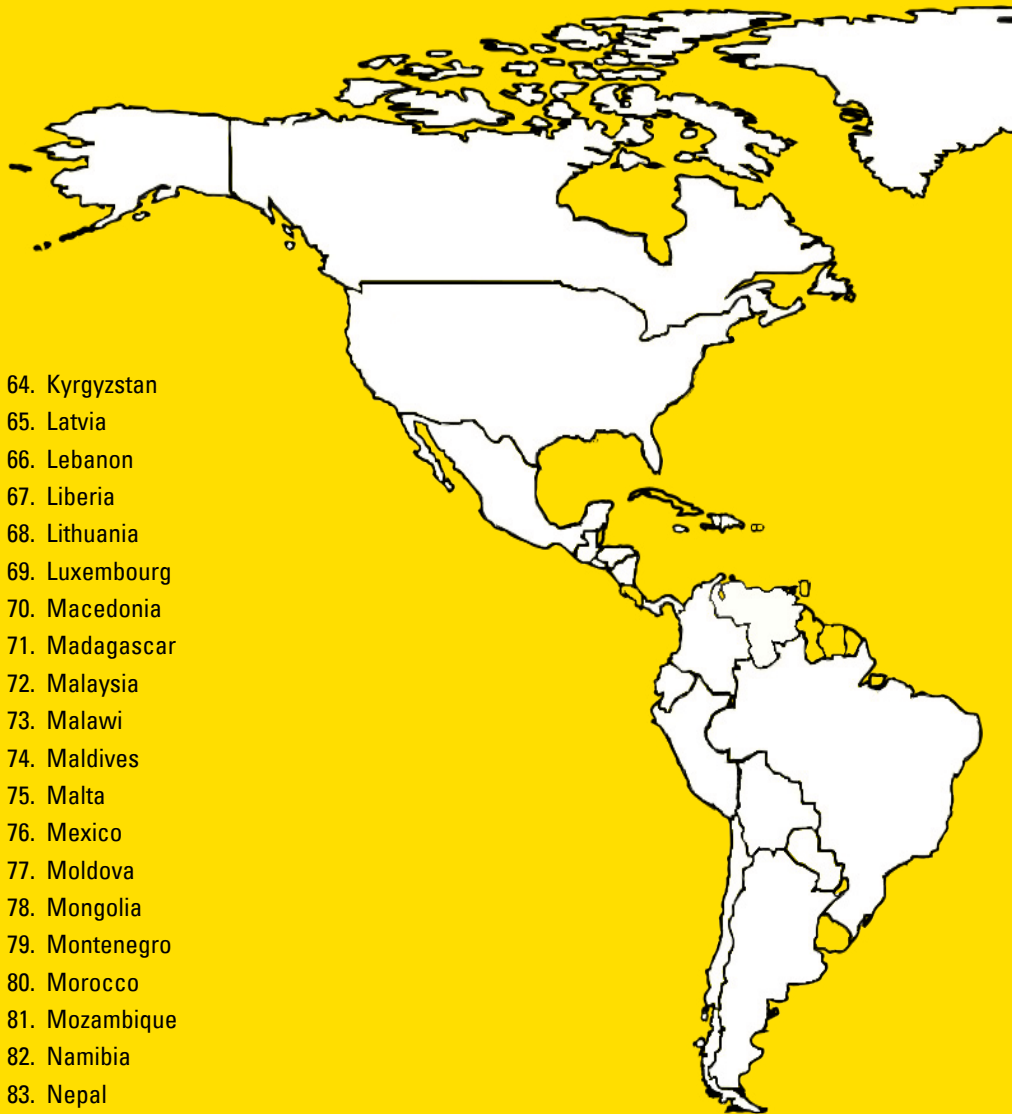 64. Kyrgyzstan
65. Latvia
66. Lebanon
67. Liberia
68. Lithuania
69. Luxembourg
70. Macedonia
71. Madagascar
72. Malaysia
73. Malawi
74. Maldives
75. Malta
76. Mexico
77. Moldova
78. Mongolia
79. Montenegro
80. Morocco
81. Mozambique
82. Namibia
83. Nepal